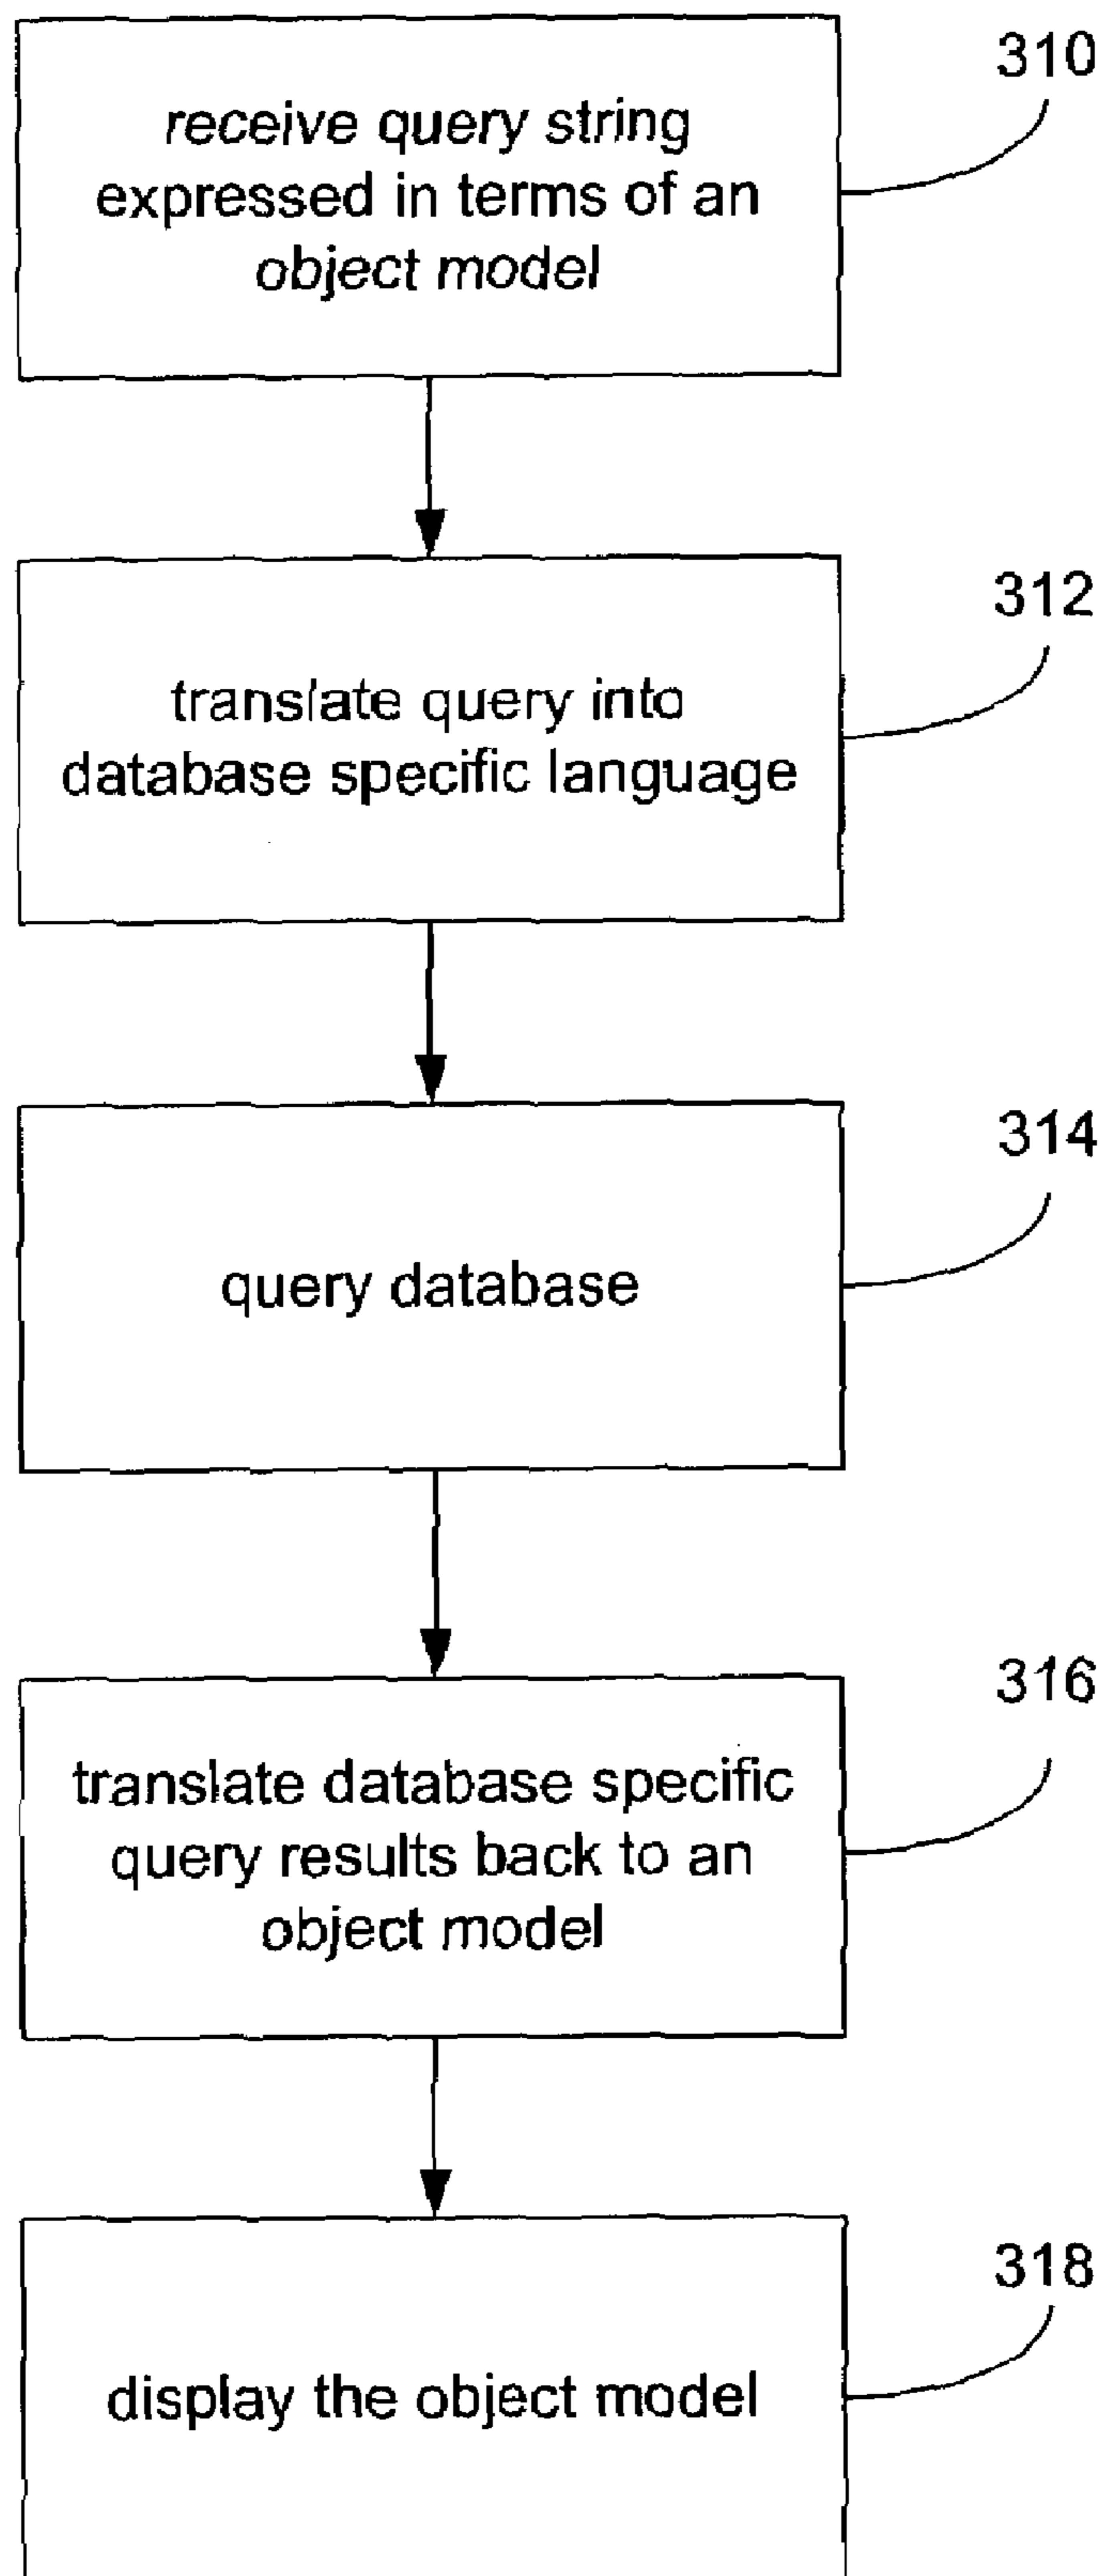 310
receive query string
expressed in terms of an
object model
312
translate query into
database specific language
314
query database
316
translate database specific
query results back to an
object model
318
display the object model